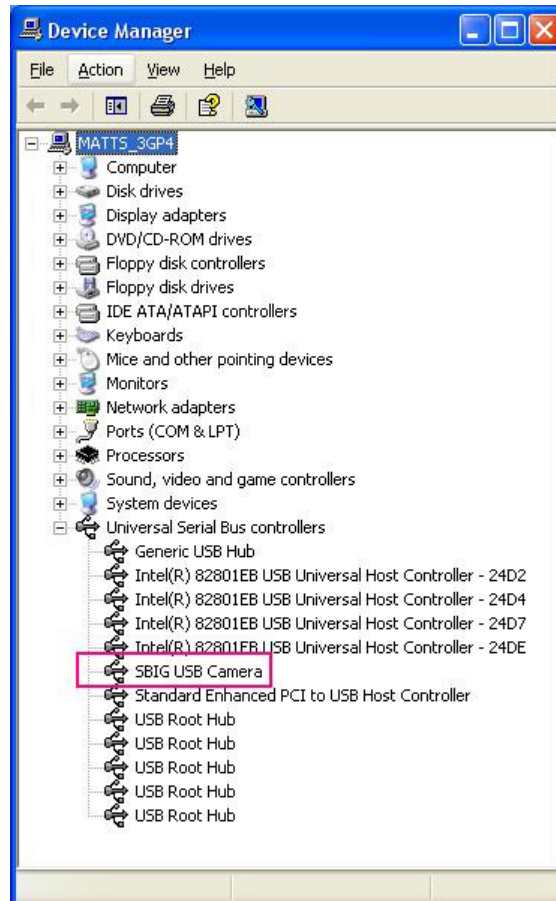 Device Manager
File Action View Help
MATTS_3GP4
Computer
Disk drives
Display adapters
DVD/CD-ROM drives
Floppy disk controllers
Floppy disk drives
IDE ATA/ATAPI controllers
Keyboards
Mice and other pointing devices
Monitors
Network adapters
Ports (COM & LPT)
Processors
Sound, video and game controllers
System devices
Universal Serial Bus controllers
Generic USB Hub
Intel(R) 82801EB USB Universal Host Controller - 24D2
Intel(R) 82801EB USB Universal Host Controller - 24D4
Intel(R) 82801EB USB Universal Host Controller - 24D7
Intel(R) 82801EB USB Universal Host Controller - 24DE
SBIG USB Camera
Standard Enhanced PCI to USB Host Controller
USB Root Hub
USB Root Hub
USB Root Hub
USB Root Hub
USB Root Hub